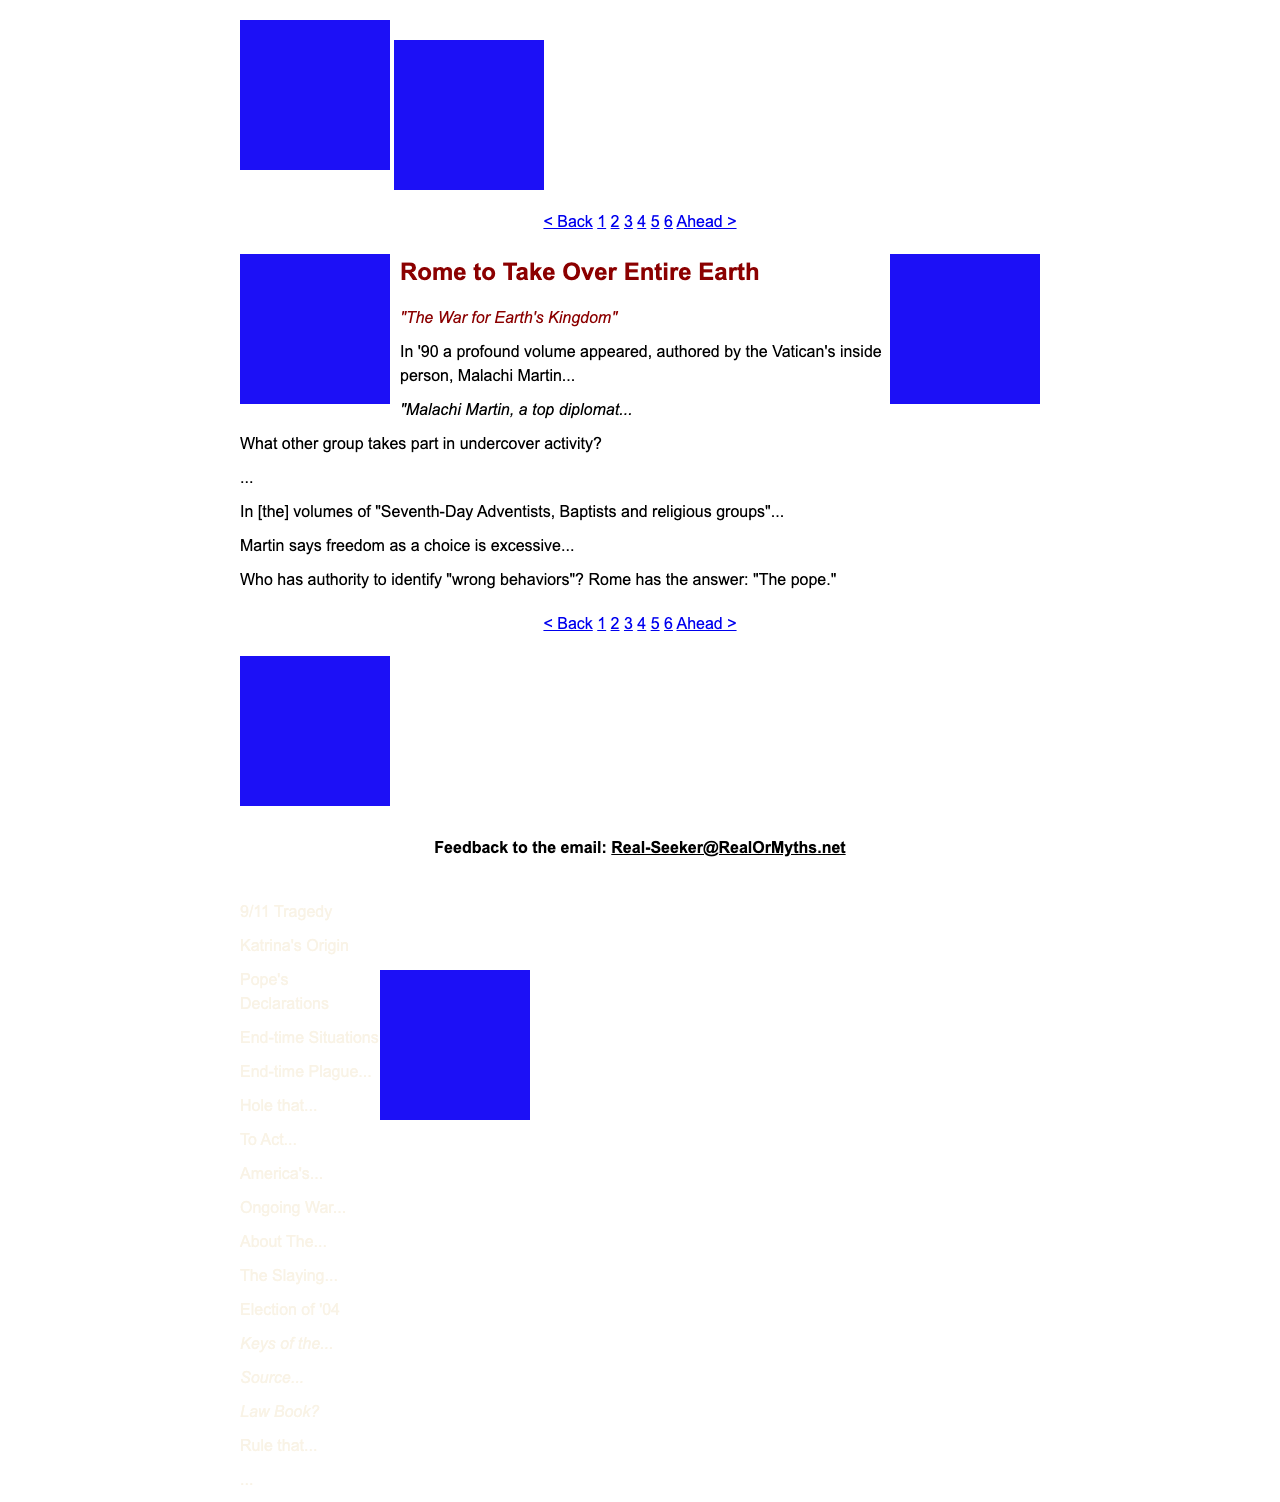 < Back 1 2 3 4 5 6 Ahead >
Rome to Take Over Entire Earth
"The War for Earth's Kingdom"
In '90 a profound volume appeared, authored by the Vatican's inside
person, Malachi Martin...
"Malachi Martin, a top diplomat...
What other group takes part in undercover activity?
...
In [the] volumes of "Seventh-Day Adventists, Baptists and religious groups"...
Martin says freedom as a choice is excessive...
Who has authority to identify "wrong behaviors"? Rome has the answer: "The pope."
< Back 1 2 3 4 5 6 Ahead >
Feedback to the email: Real-Seeker@RealOrMyths.net
9/11 Tragedy
Katrina's Origin
Pope's
Declarations
End-time Situations
End-time Plague...
Hole that...
To Act...
America's...
Ongoing War...
About The...
The Slaying...
Election of '04
Keys of the...
Source...
Law Book?
Rule that...
...